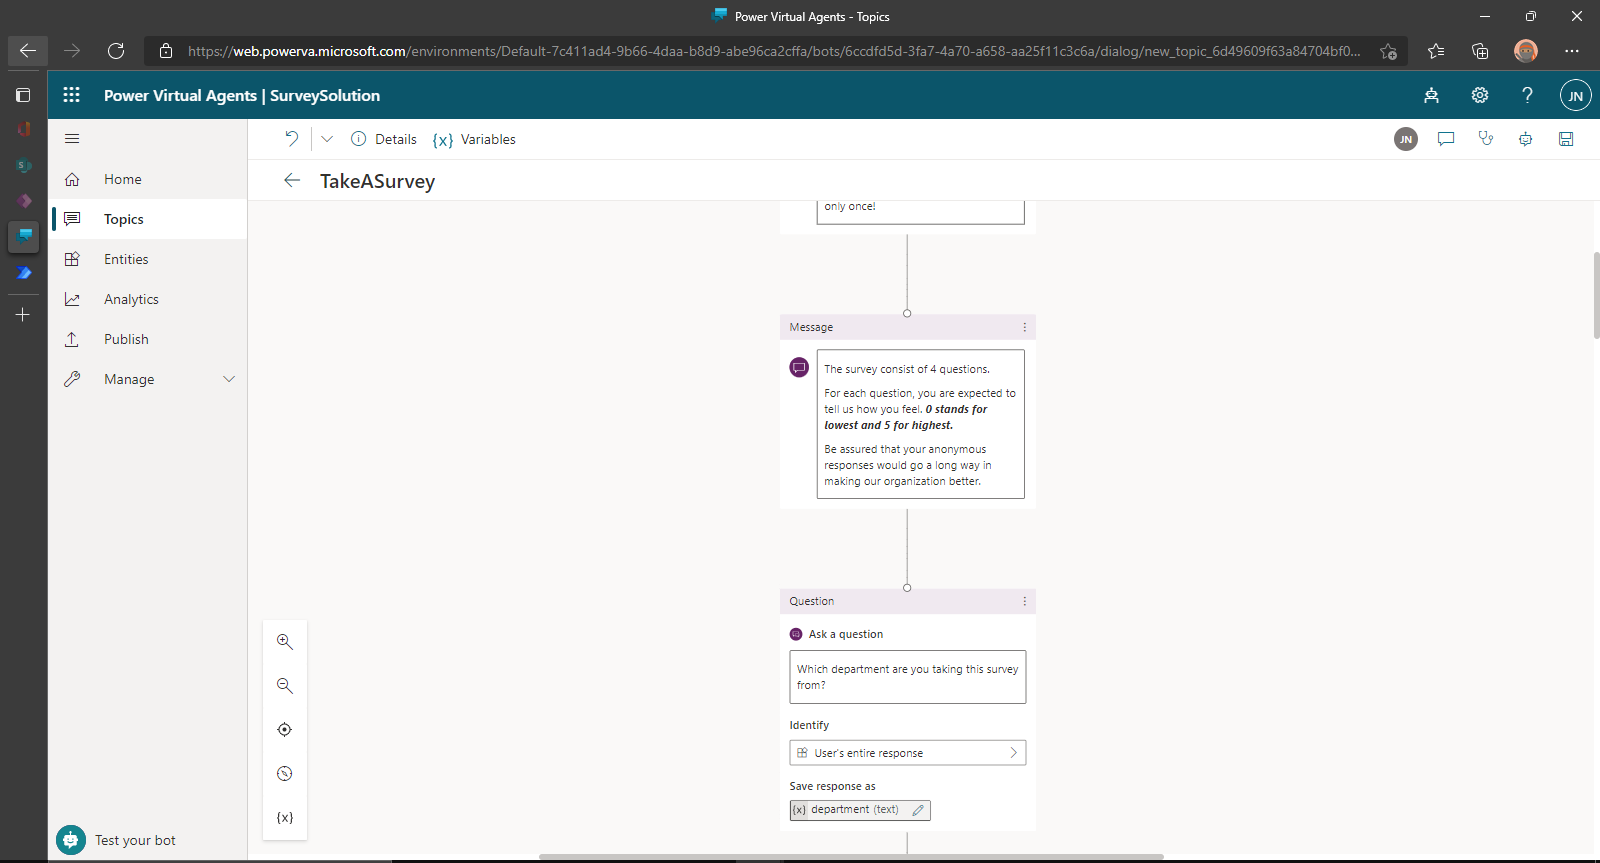 Power Virtual Agents - Topics
https://web.powerva.microsoft.com/environments/Default-7c411ad4-9b66-4daa-b8d9-abe96ca2cffa/bots/6ccdfd5d-3fa7-4a70-a658-aa25f11c3c6a/dialog/new_topic_6d49609f63a84704bf0...
Power Virtual Agents | SurveySolution
JN
Details
{x} Variables
JN
TakeASurvey
Home
Topics
Entities
Analytics
Publish
Manage
only once!
Message
The survey consist of 4 questions.
For each question, you are expected to
tell us how you feel. 0 stands for
lowest and 5 for highest.
Be assured that your anonymous
responses would go a long way in
making our organization better.
Question
Ask a question
Which department are you taking this survey
from?
Identify
User's entire response
Save response as
{x} department (text)
{x}
Test your bot